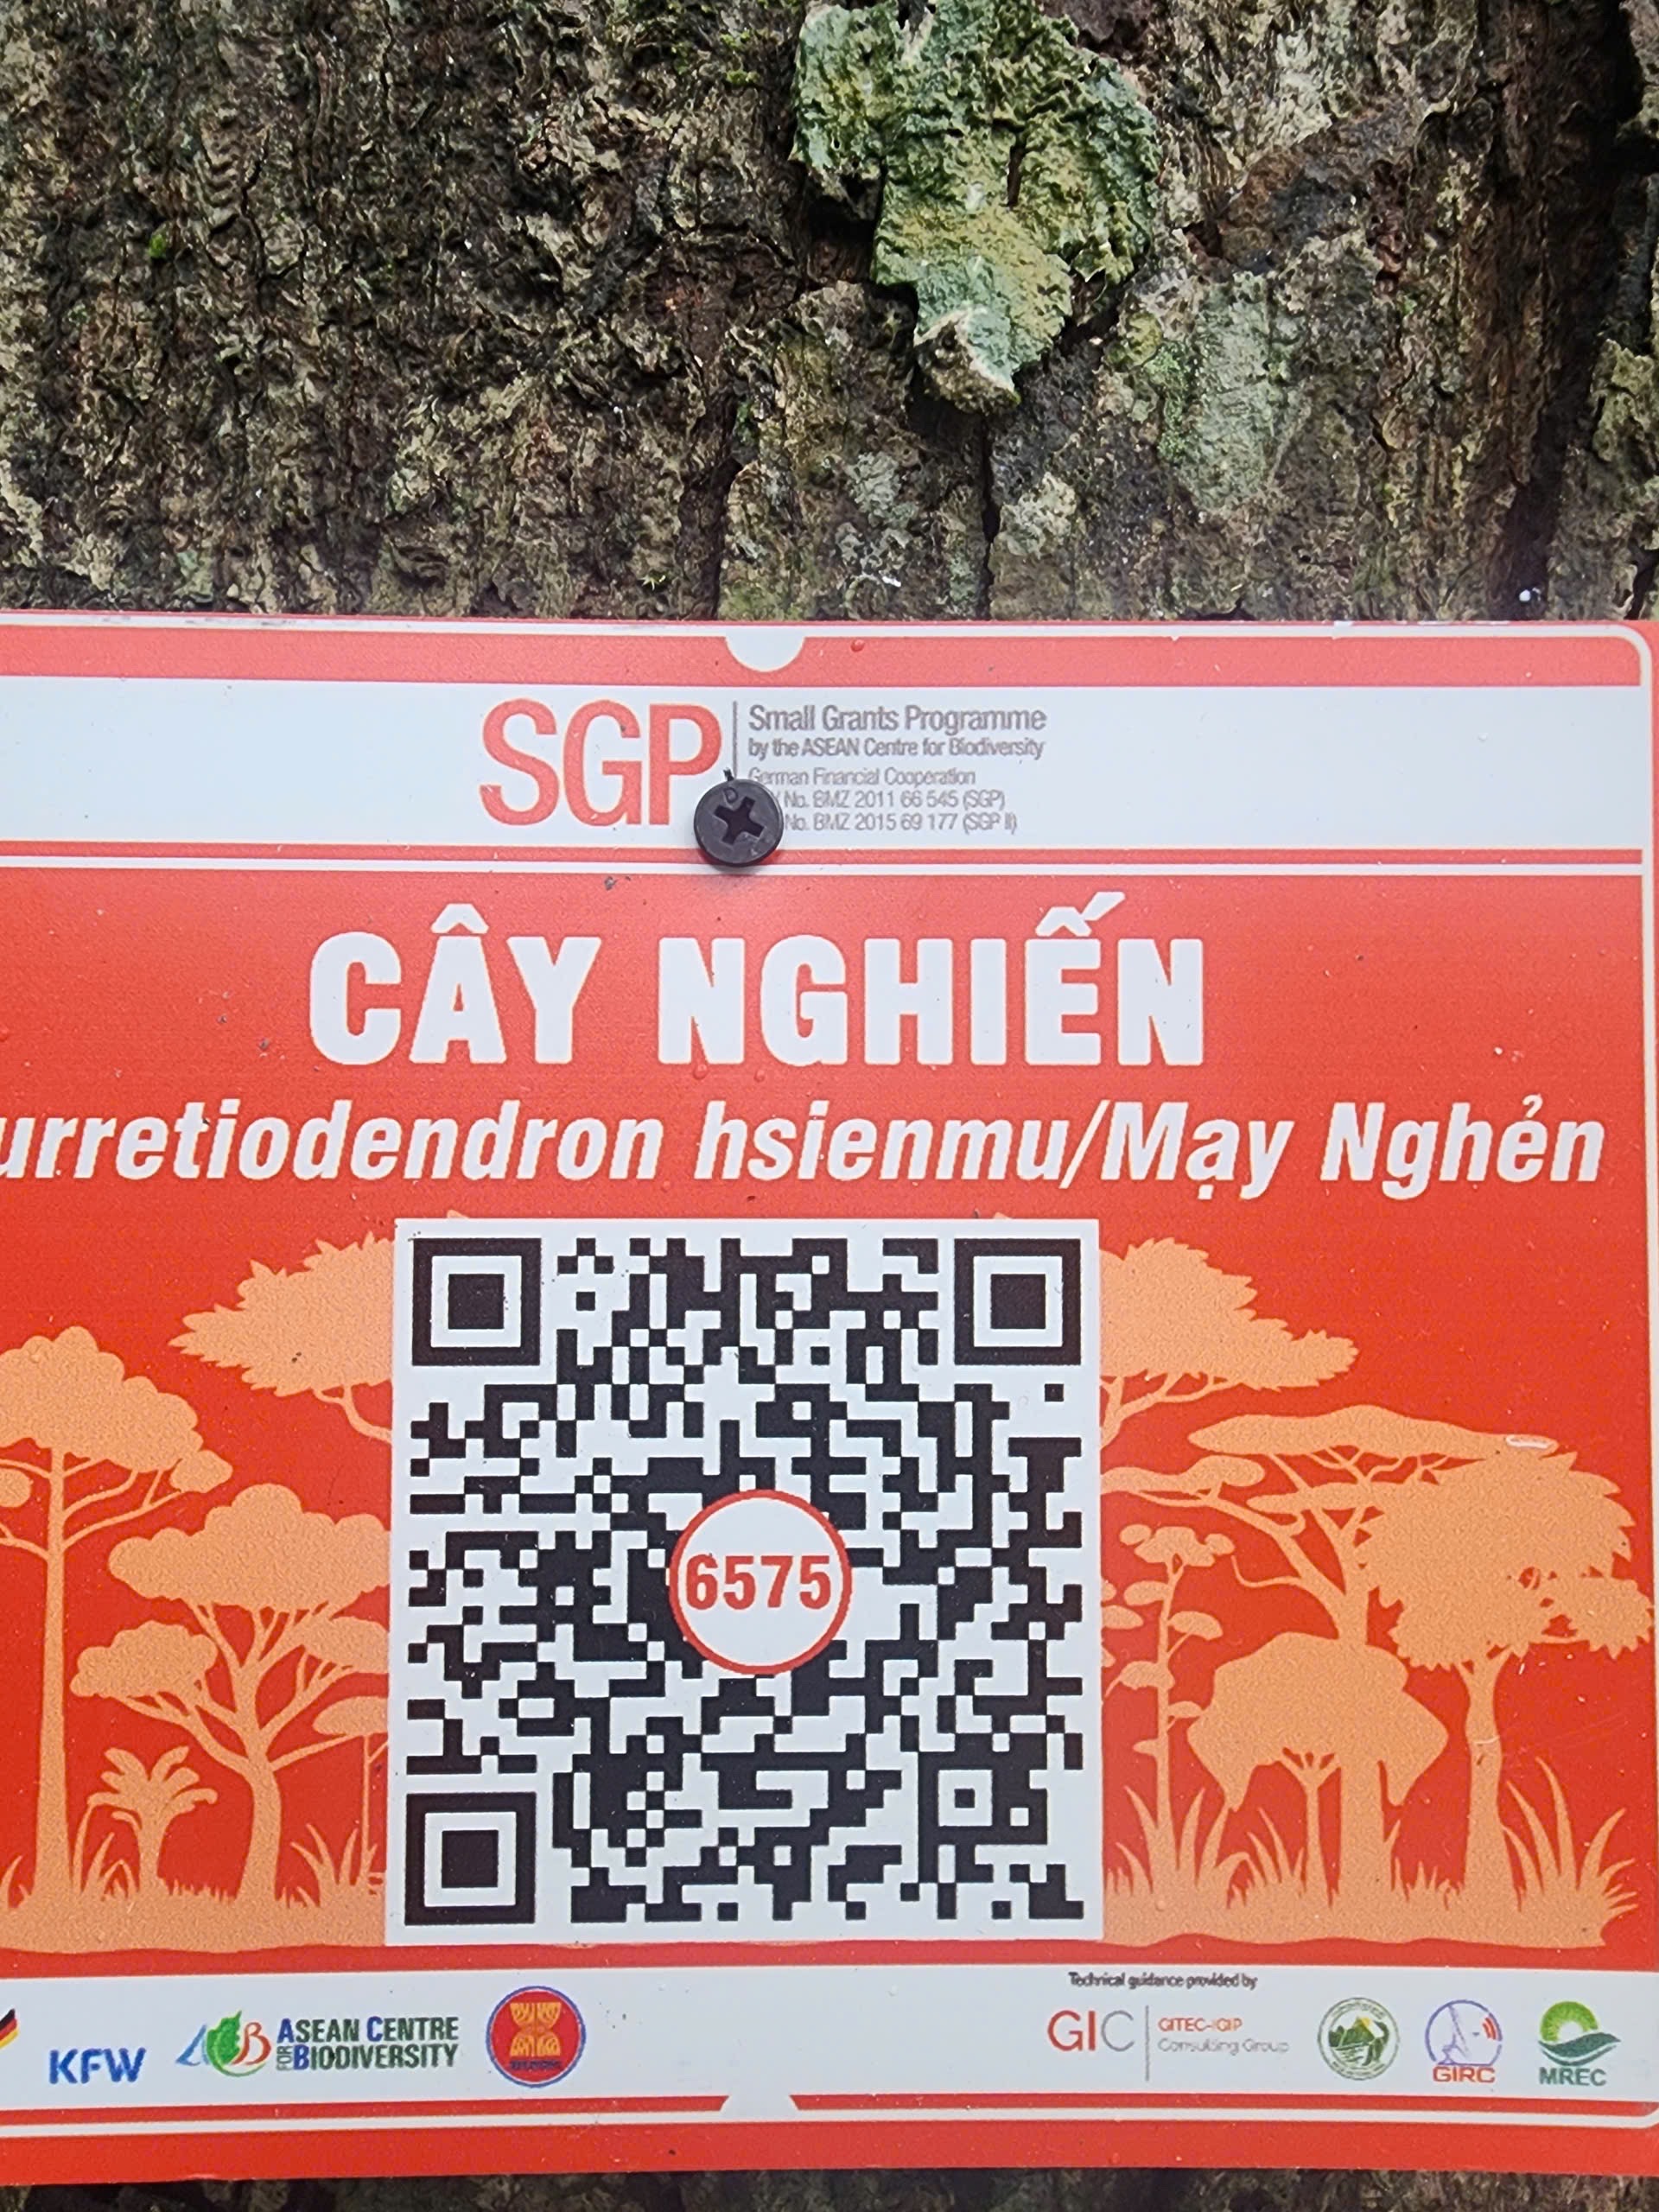 SGP
Small Grants Programme
by the ASEAN Centre for Biodiversity
German Financial Cooperation
No. BMZ 2011 66 545 (SGP)
No. BMZ 2015 69 177 (SGP II)
CÂY NGHIẾN
urretiodendron hsienmu/Mạy Nghẻn
6575
Technical guidance provided by
KFW
ACB
ASEAN CENTRE
FOR BIODIVERSITY
GIC
GITEC-IGIP
Consulting Group
GIRC
MREC